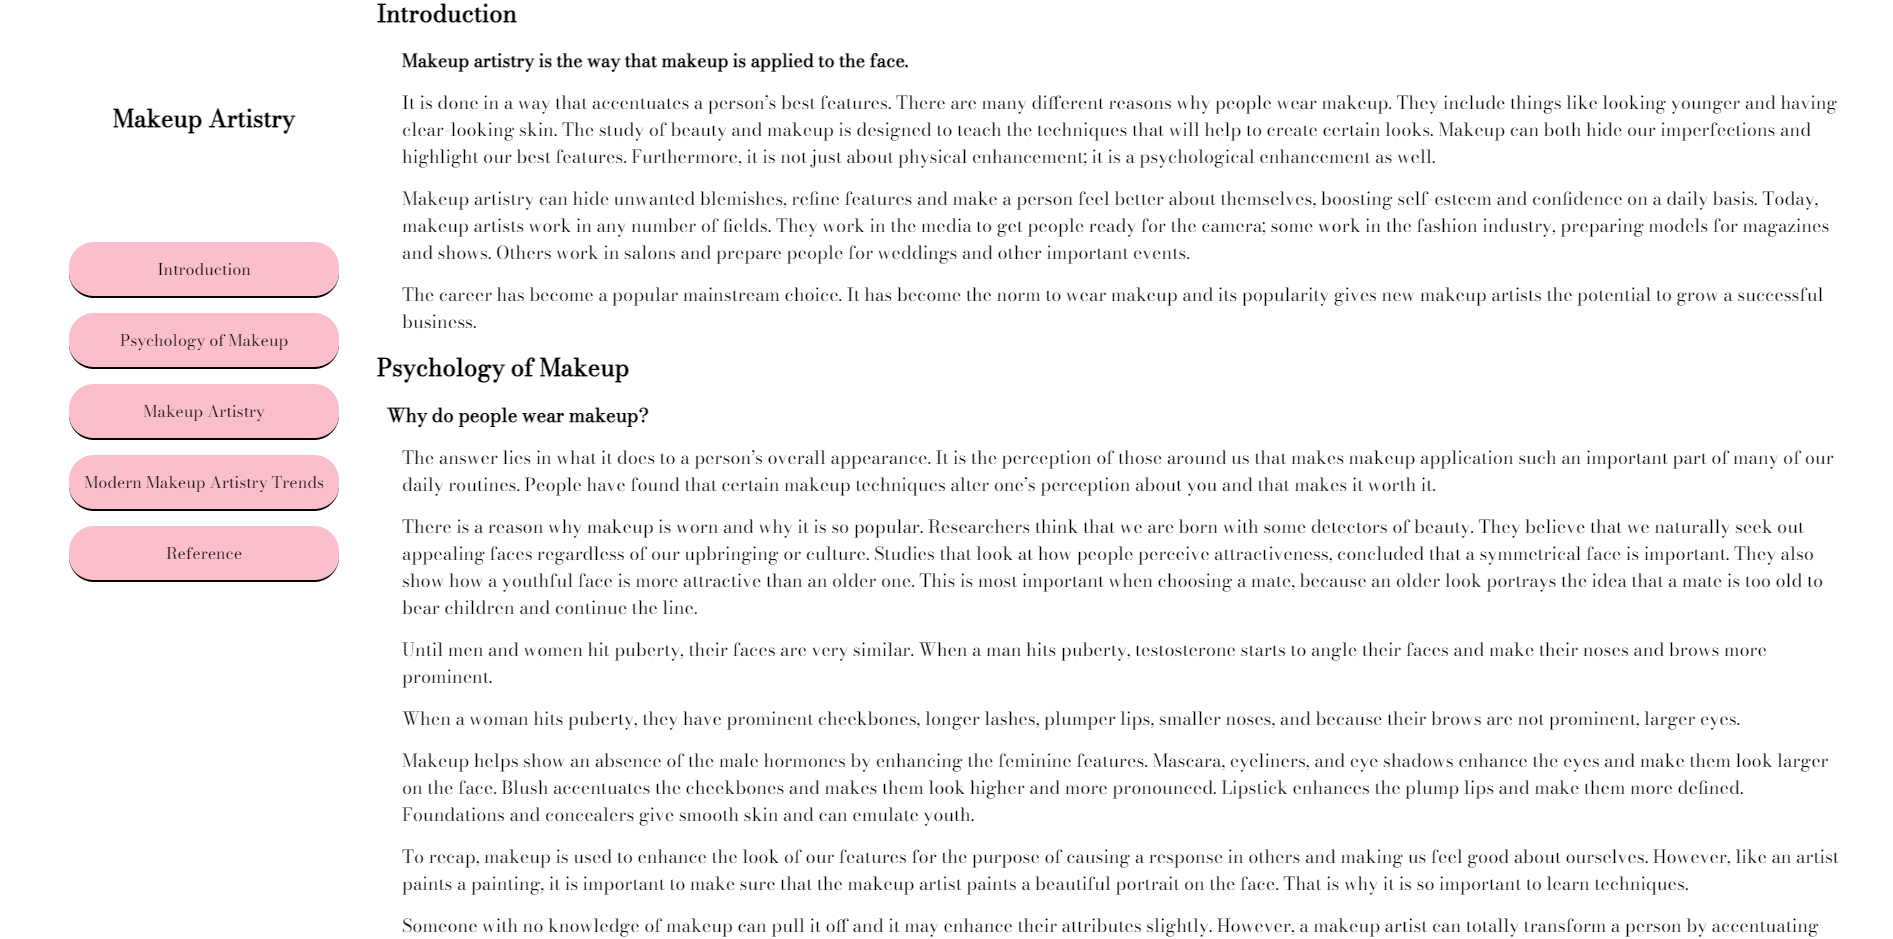 Makeup Artistry
Introduction
Psychology of Makeup
Makeup Artistry
Modern Makeup Artistry Trends
Reference
Introduction
Makeup artistry is the way that makeup is applied to the face.
It is done in a way that accentuates a person’s best features. There are many different reasons why people wear makeup. They include things like looking younger and having
clear-looking skin. The study of beauty and makeup is designed to teach the techniques that will help to create certain looks. Makeup can both hide our imperfections and
highlight our best features. Furthermore, it is not just about physical enhancement; it is a psychological enhancement as well.
Makeup artistry can hide unwanted blemishes, refine features and make a person feel better about themselves, boosting self-esteem and confidence on a daily basis. Today,
makeup artists work in any number of fields. They work in the media to get people ready for the camera; some work in the fashion industry, preparing models for magazines
and shows. Others work in salons and prepare people for weddings and other important events.
The career has become a popular mainstream choice. It has become the norm to wear makeup and its popularity gives new makeup artists the potential to grow a successful
business.
Psychology of Makeup
Why do people wear makeup?
The answer lies in what it does to a person’s overall appearance. It is the perception of those around us that makes makeup application such an important part of many of our
daily routines. People have found that certain makeup techniques alter one’s perception about you and that makes it worth it.
There is a reason why makeup is worn and why it is so popular. Researchers think that we are born with some detectors of beauty. They believe that we naturally seek out
appealing faces regardless of our upbringing or culture. Studies that look at how people perceive attractiveness, concluded that a symmetrical face is important. They also
show how a youthful face is more attractive than an older one. This is most important when choosing a mate, because an older look portrays the idea that a mate is too old to
bear children and continue the line.
Until men and women hit puberty, their faces are very similar. When a man hits puberty, testosterone starts to angle their faces and make their noses and brows more
prominent.
When a woman hits puberty, they have prominent cheekbones, longer lashes, plumper lips, smaller noses, and because their brows are not prominent, larger eyes.
Makeup helps show an absence of the male hormones by enhancing the feminine features. Mascara, eyeliners, and eye shadows enhance the eyes and make them look larger
on the face. Blush accentuates the cheekbones and makes them look higher and more pronounced. Lipstick enhances the plump lips and make them more defined.
Foundations and concealers give smooth skin and can emulate youth.
To recap, makeup is used to enhance the look of our features for the purpose of causing a response in others and making us feel good about ourselves. However, like an artist
paints a painting, it is important to make sure that the makeup artist paints a beautiful portrait on the face. That is why it is so important to learn techniques.
Someone with no knowledge of makeup can pull it off and it may enhance their attributes slightly. However, a makeup artist can totally transform a person by accentuating